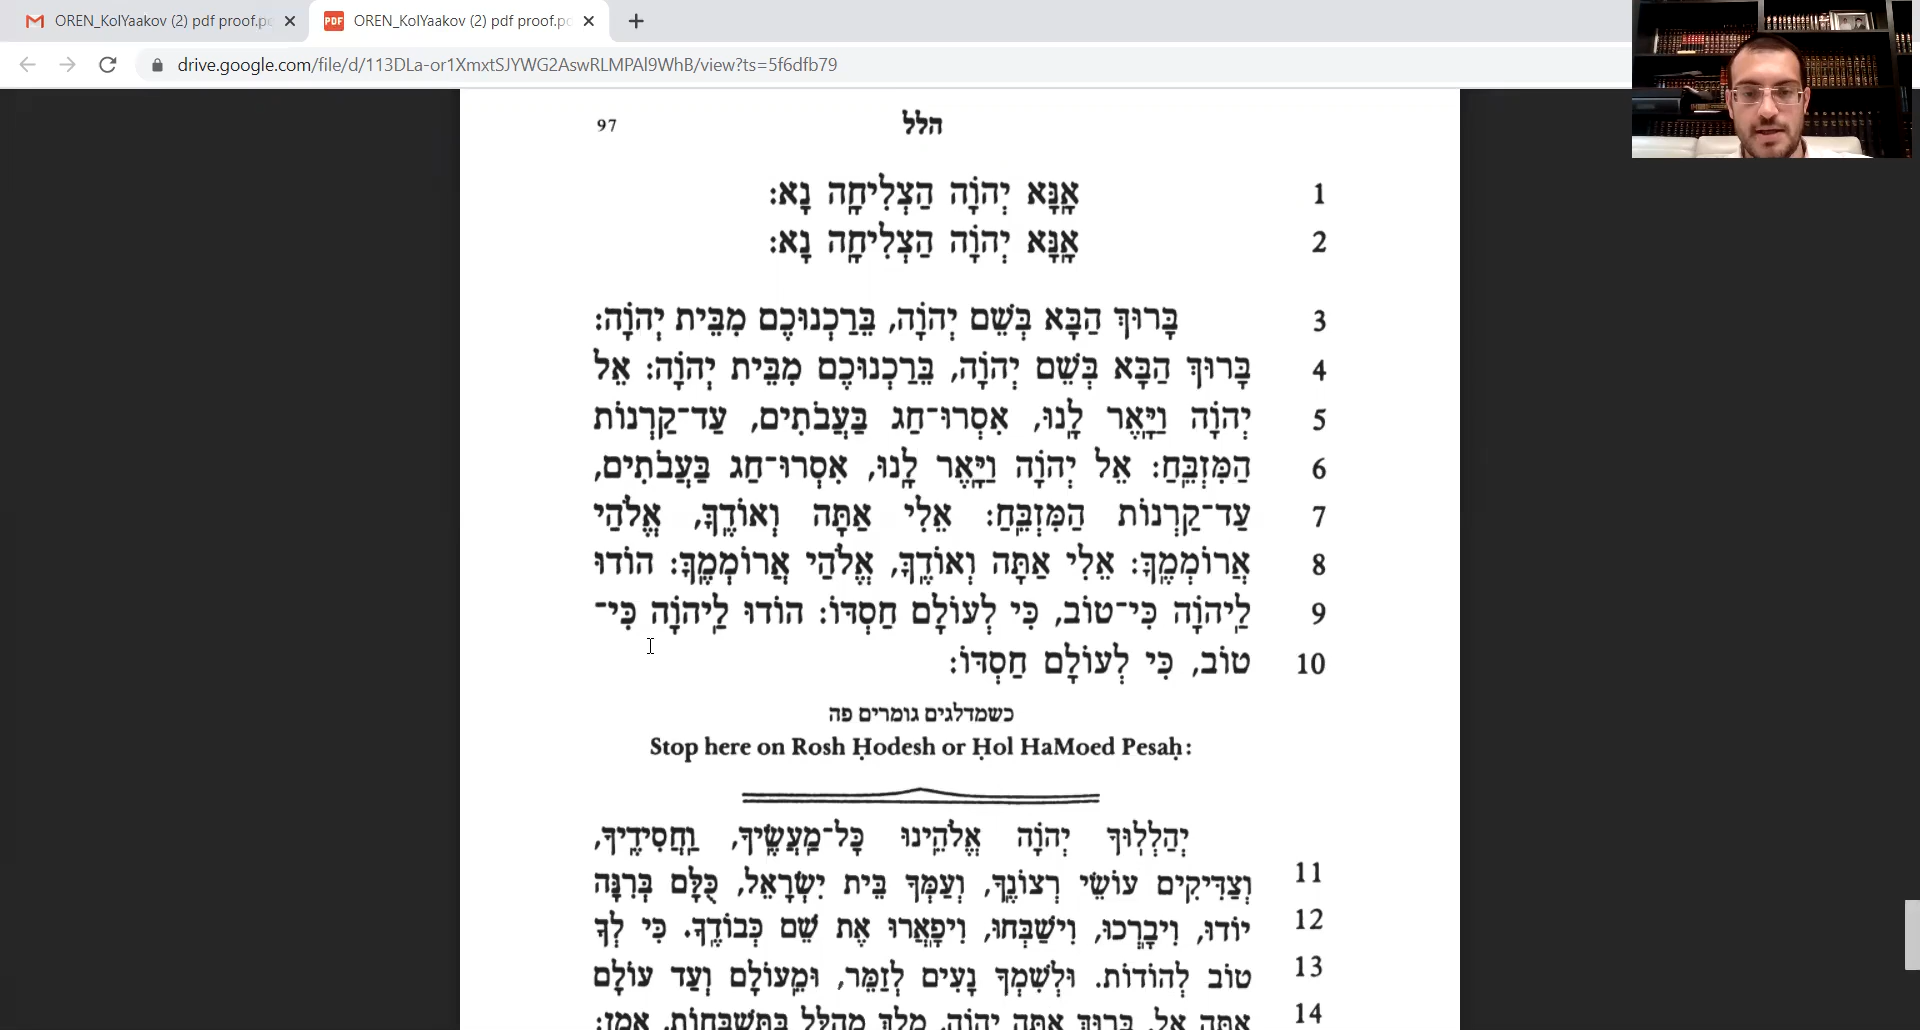 OREN_KolYaakov (2) pdf proof.p
OREN_KolYaakov (2) pdf proof.p
drive.google.com/file/d/113DLa-or1XmxtSJYWG2AswRLMPAl9WhB/view?ts=5f6dfb79
הלל 97
1 אָנָּא יְהֹוָה הַצְלִיחָה נָא:
2 אָנָּא יְהֹוָה הַצְלִיחָה נָא:
3 בָּרוּךְ הַבָּא בְּשֵׁם יְהֹוָה, בֵּרַכְנוּכֶם מִבֵּית יְהֹוָה:
4 בָּרוּךְ הַבָּא בְּשֵׁם יְהֹוָה, בֵּרַכְנוּכֶם מִבֵּית יְהֹוָה: אֵל
5 יְהֹוָה וַיָּאֶר לָנוּ, אִסְרוּ־חַג בַּעֲבֹתִים, עַד־קַרְנוֹת
6 הַמִּזְבֵּחַ: אֵל יְהֹוָה וַיָּאֶר לָנוּ, אִסְרוּ־חַג בַּעֲבֹתִים,
7 עַד־קַרְנוֹת הַמִּזְבֵּחַ: אֵלִי אַתָּה וְאוֹדֶךָּ, אֱלֹהַי
8 אֲרוֹמְמֶךָּ: אֵלִי אַתָּה וְאוֹדֶךָּ, אֱלֹהַי אֲרוֹמְמֶךָּ: הוֹדוּ
9 לַיהֹוָה כִּי־טוֹב, כִּי לְעוֹלָם חַסְדּוֹ: הוֹדוּ לַיהֹוָה כִּי־
10 טוֹב, כִּי לְעוֹלָם חַסְדּוֹ:
כשמדלגים גומרים פה
Stop here on Rosh Ḥodesh or Ḥol HaMoed Pesaḥ:
יְהַלְלוּךָ יְהֹוָה אֱלֹהֵינוּ כָּל־מַעֲשֶׂיךָ, וַחֲסִידֶיךָ,
11 וְצַדִּיקִים עוֹשֵׂי רְצוֹנֶךָ, וְעַמְּךָ בֵּית יִשְׂרָאֵל, כֻּלָּם בְּרִנָּה
12 יוֹדוּ, וִיבָרְכוּ, וִישַׁבְּחוּ, וִיפָאֲרוּ אֶת שֵׁם כְּבוֹדֶךָ. כִּי לְךָ
13 טוֹב לְהוֹדוֹת. וּלְשִׁמְךָ נָעִים לְזַמֵּר, וּמֵעוֹלָם וְעַד עוֹלָם
14 אַתָּה אֵל. בָּרוּךְ אַתָּה יְהֹוָה, מֶלֶךְ מְהֻלָּל בַּתִּשְׁבָּחוֹת. אָמֵן: